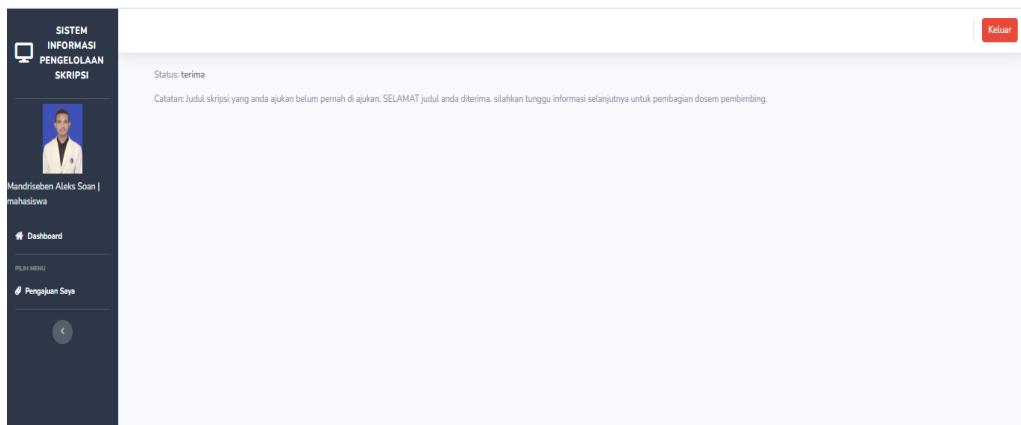 SISTEM
INFORMASI
PENGELOLAAN
SKRIPSI
Mandriseben Aleks Soan |
mahasiswa
Dashboard
PILIH MENU
Pengajuan Saya
Keluar
Status: terima
Catatan: Judul skripsi yang anda ajukan belum pernah di ajukan. SELAMAT judul anda diterima. silahkan tunggu informasi selanjutnya untuk pembagian dosem pembimbing.